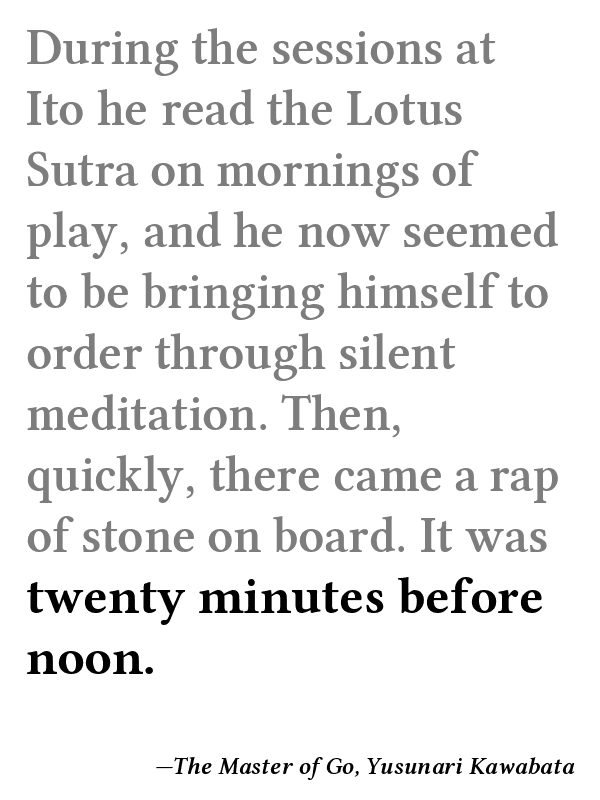 During the sessions at
Ito he read the Lotus
Sutra on mornings of
play, and he now seemed
to be bringing himself to
order through silent
meditation. Then,
quickly, there came a rap
of stone on board. It was
twenty minutes before
noon.
—The Master of Go, Yusunari Kawabata